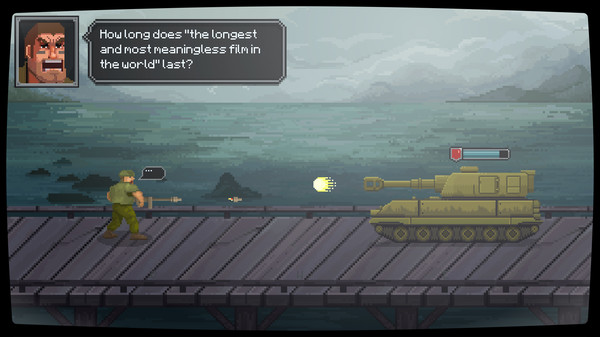 How long does "the longest
and most meaningless film in
the world" last?
...